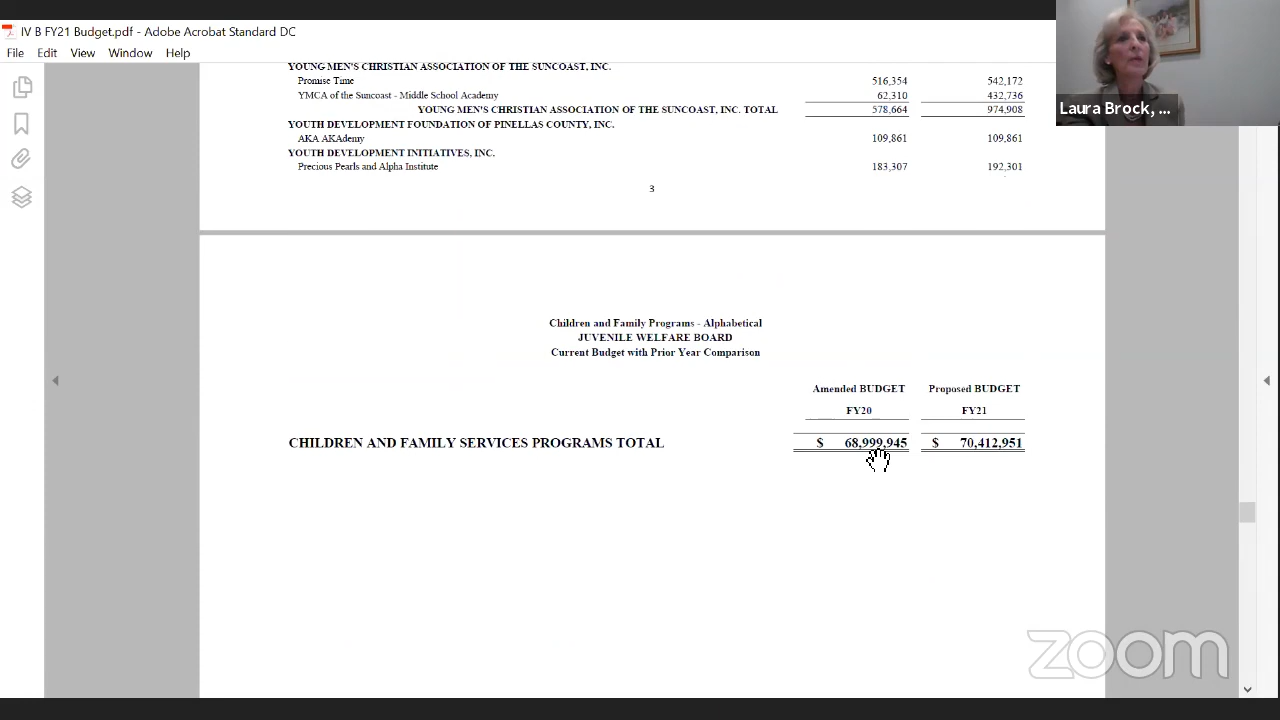 IV B FY21 Budget.pdf - Adobe Acrobat Standard DC
File Edit View Window Help
YOUNG MEN'S CHRISTIAN ASSOCIATION OF THE SUNCOAST, INC.
Promise Time 516,354 542,172
YMCA of the Suncoast - Middle School Academy 62,310 432,736
YOUNG MEN'S CHRISTIAN ASSOCIATION OF THE SUNCOAST, INC. TOTAL 578,664 974,908
YOUTH DEVELOPMENT FOUNDATION OF PINELLAS COUNTY, INC.
AKA AKAdemy 109,861 109,861
YOUTH DEVELOPMENT INITIATIVES, INC.
Precious Pearls and Alpha Institute 183,307 192,301
3
Children and Family Programs - Alphabetical
JUVENILE WELFARE BOARD
Current Budget with Prior Year Comparison
Amended BUDGET Proposed BUDGET
FY20 FY21
CHILDREN AND FAMILY SERVICES PROGRAMS TOTAL $ 68,999,945 $ 70,412,951
Laura Brock, ...
zoom